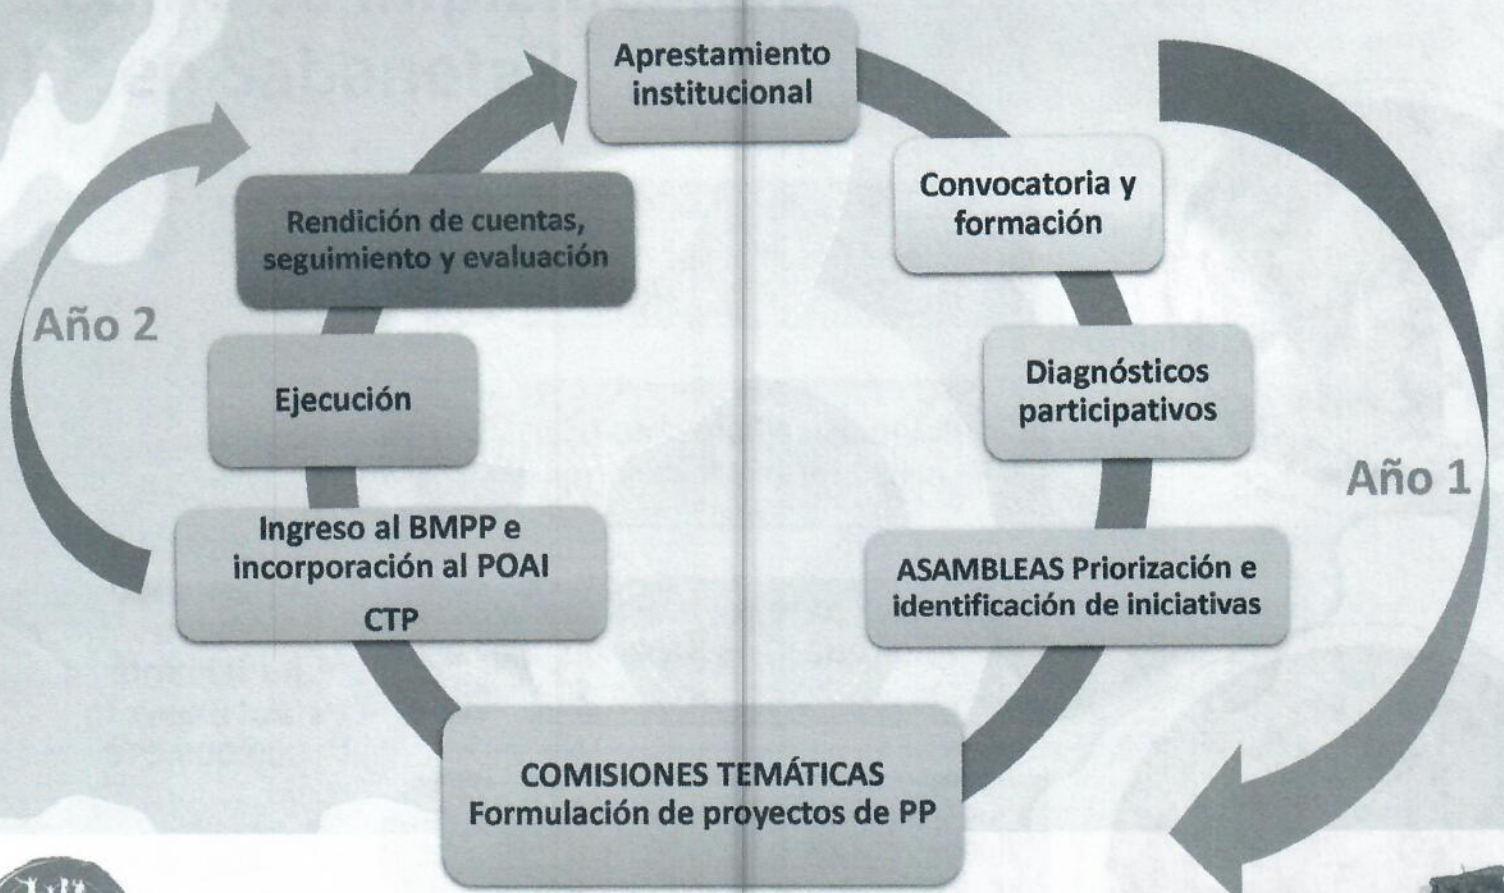 Aprestamiento
institucional
Convocatoria y
formación
Diagnósticos
participativos
Año 1
ASAMBLEAS Priorización e
identificación de iniciativas
COMISIONES TEMÁTICAS
Formulación de proyectos de PP
Ingreso al BMPP e
incorporación al POAI
CTP
Ejecución
Rendición de cuentas,
seguimiento y evaluación
Año 2